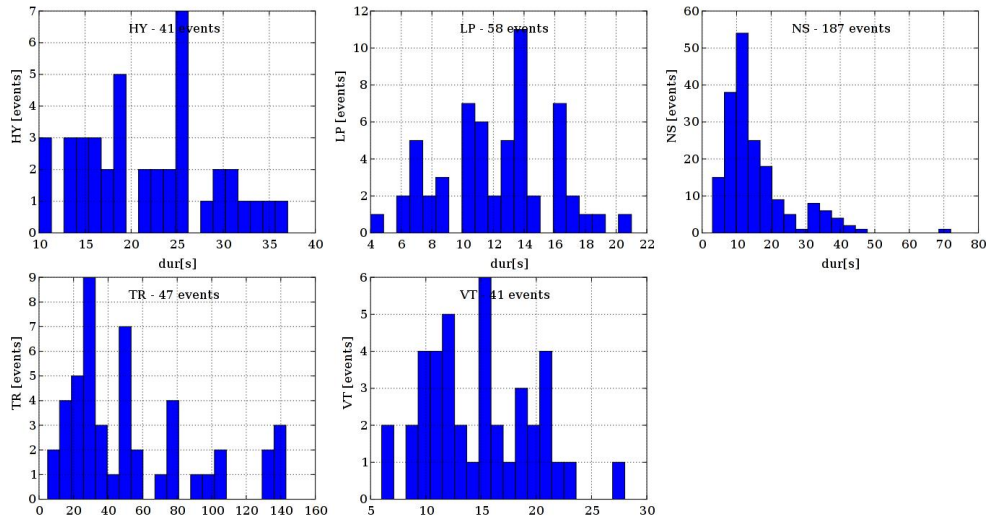 HY - 41 events
7
6
5
4
3
2
1
0
HY [events]
10 15 20 25 30 35 40
dur[s]
LP - 58 events
12
10
8
6
4
2
0
LP [events]
4 6 8 10 12 14 16 18 20 22
dur[s]
NS - 187 events
60
50
40
30
20
10
0
NS [events]
0 10 20 30 40 50 60 70 80
dur[s]
TR - 47 events
9
8
7
6
5
4
3
2
1
0
TR [events]
0 20 40 60 80 100 120 140 160
VT - 41 events
6
5
4
3
2
1
0
VT [events]
5 10 15 20 25 30